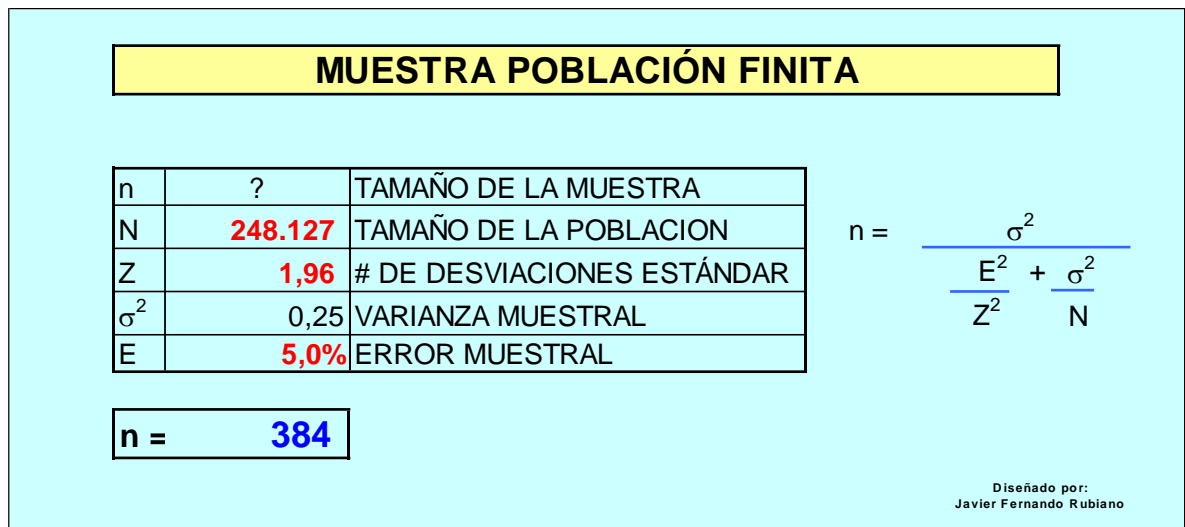 MUESTRA POBLACIÓN FINITA
n ? TAMAÑO DE LA MUESTRA
N 248.127 TAMAÑO DE LA POBLACION
Z 1,96 # DE DESVIACIONES ESTÁNDAR
σ² 0,25 VARIANZA MUESTRAL
E 5,0% ERROR MUESTRAL
n = σ²
E² + σ²
Z² N
n = 384
Diseñado por:
Javier Fernando Rubiano